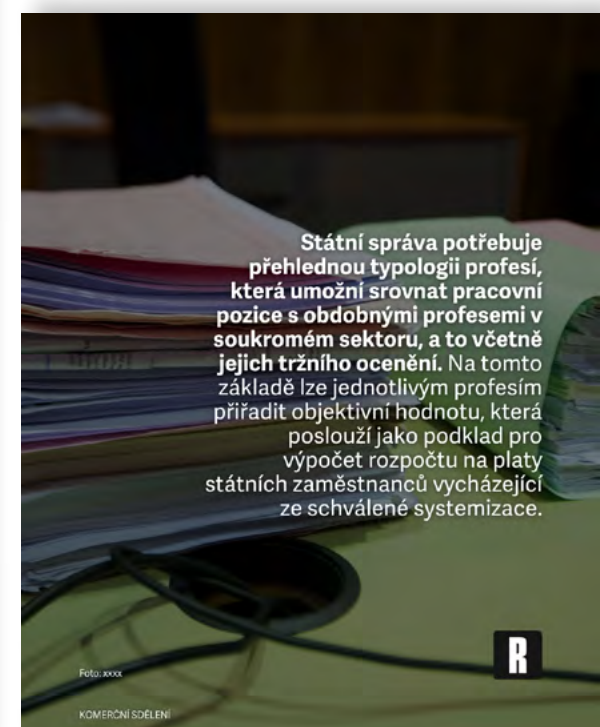 Státní správa potřebuje
přehlednou typologii profesí,
která umožní srovnat pracovní
pozice s obdobnými profesemi v
soukromém sektoru, a to včetně
jejich tržního ocenění. Na tomto
základě lze jednotlivým profesím
přiřadit objektivní hodnotu, která
poslouží jako podklad pro
výpočet rozpočtu na platy
státních zaměstnanců vycházející
ze schválené systemizace.
R
Foto: xxxx
KOMERČNÍ SDĚLENÍ